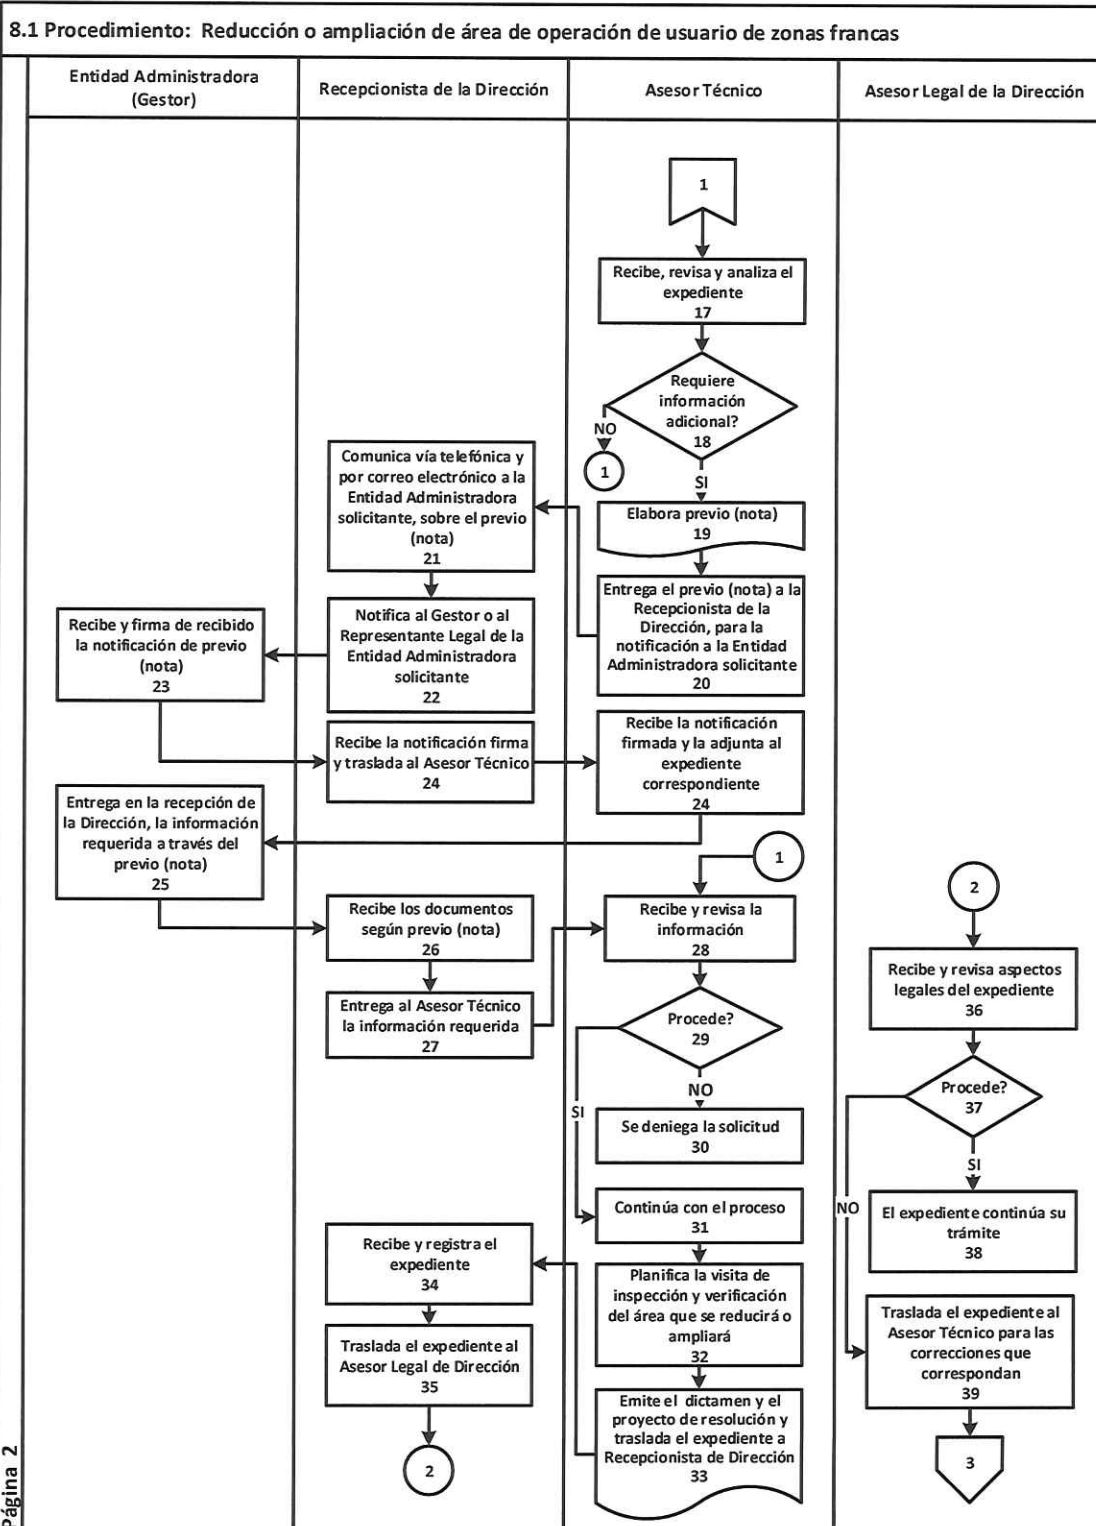 8.1 Procedimiento: Reducción o ampliación de área de operación de usuario de zonas francas
Entidad Administradora
(Gestor)
Recepcionista de la Dirección
Asesor Técnico
Asesor Legal de la Dirección
1
Recibe, revisa y analiza el
expediente
17
Requiere
información
adicional?
18
NO
1
SI
Elabora previo (nota)
19
Entrega el previo (nota) a la
Recepcionista de la
Dirección, para la
notificación a la Entidad
Administradora solicitante
20
Comunica vía telefónica y
por correo electrónico a la
Entidad Administradora
solicitante, sobre el previo
(nota)
21
Notifica al Gestor o al
Representante Legal de la
Entidad Administradora
solicitante
22
Recibe y firma de recibido
la notificación de previo
(nota)
23
Recibe la notificación firma
y traslada al Asesor Técnico
24
Recibe la notificación
firmada y la adjunta al
expediente
correspondiente
24
Entrega en la recepción de
la Dirección, la información
requerida a través del
previo (nota)
25
Recibe los documentos
según previo (nota)
26
Entrega al Asesor Técnico
la información requerida
27
1
Recibe y revisa la
información
28
Procede?
29
NO
SI
Se deniega la solicitud
30
Continúa con el proceso
31
Planifica la visita de
inspección y verificación
del área que se reducirá o
ampliará
32
Emite el dictamen y el
proyecto de resolución y
traslada el expediente a
Recepcionista de Dirección
33
Recibe y registra el
expediente
34
Traslada el expediente al
Asesor Legal de Dirección
35
2
2
Recibe y revisa aspectos
legales del expediente
36
Procede?
37
SI
NO
El expediente continúa su
trámite
38
Traslada el expediente al
Asesor Técnico para las
correcciones que
correspondan
39
3
Página 2